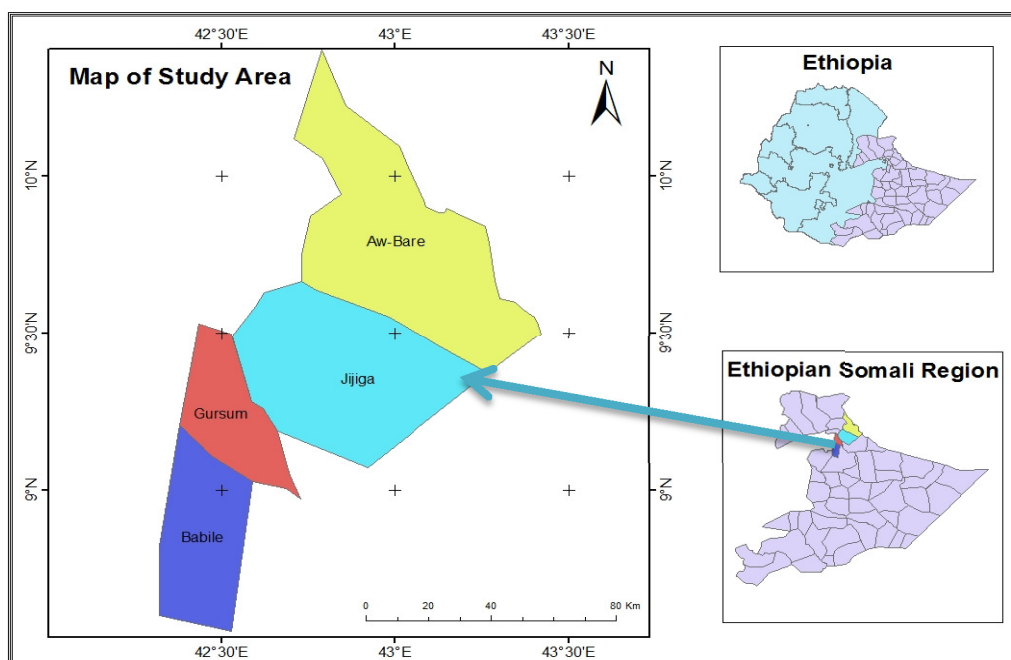 42°30'E 43°E 43°30'E
Map of Study Area
N
Ethiopia
10°N
10°N
Aw-Bare
9°30'N
9°30'N
Jijiga
Ethiopian Somali Region
Gursum
9°N
9°N
Babile
0 20 40 80 Km
42°30'E 43°E 43°30'E